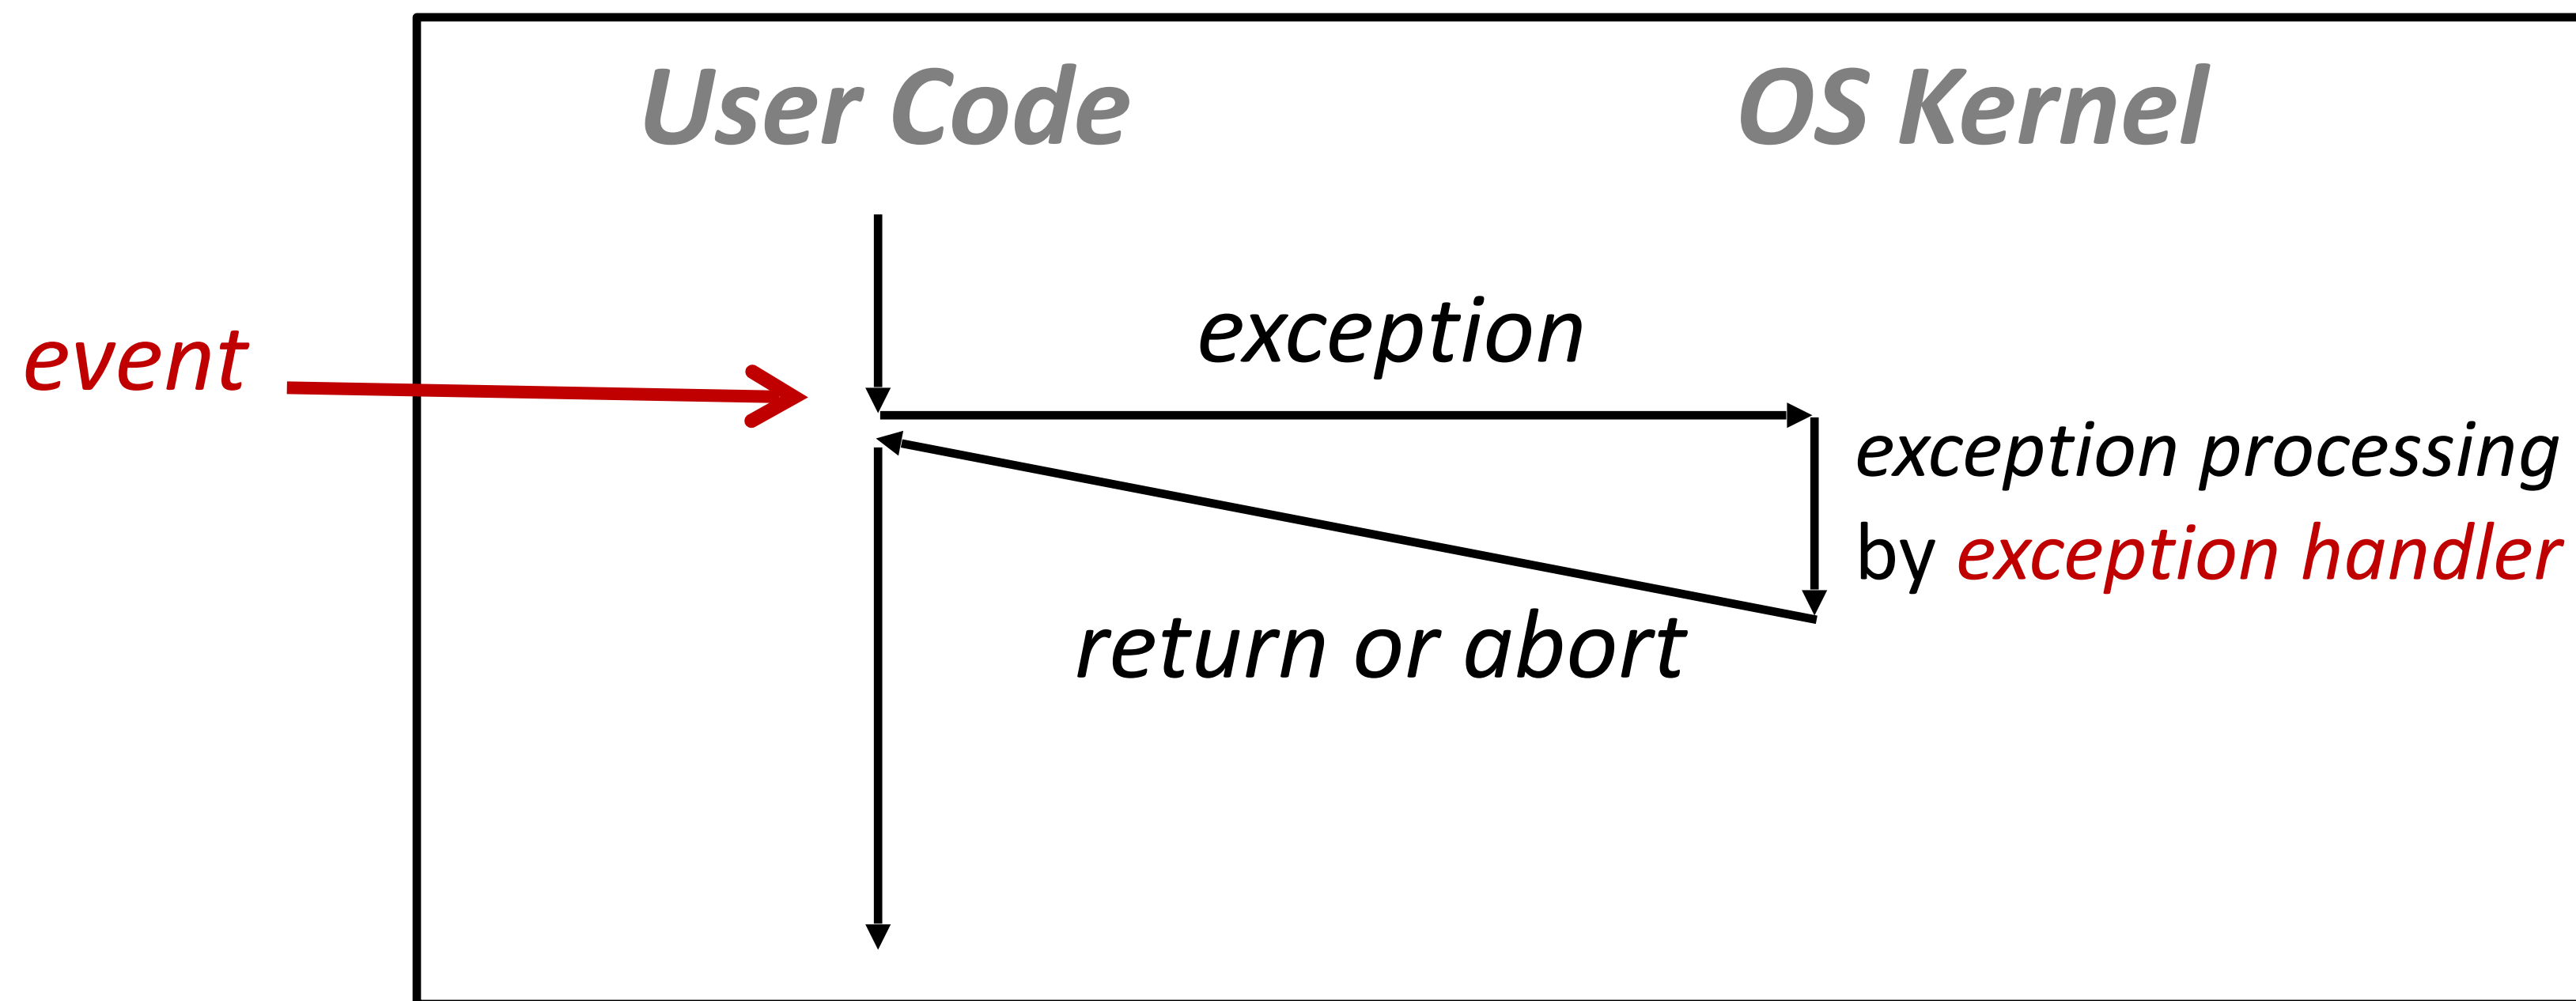 User Code
OS Kernel
event
exception
exception processing
by exception handler
return or abort